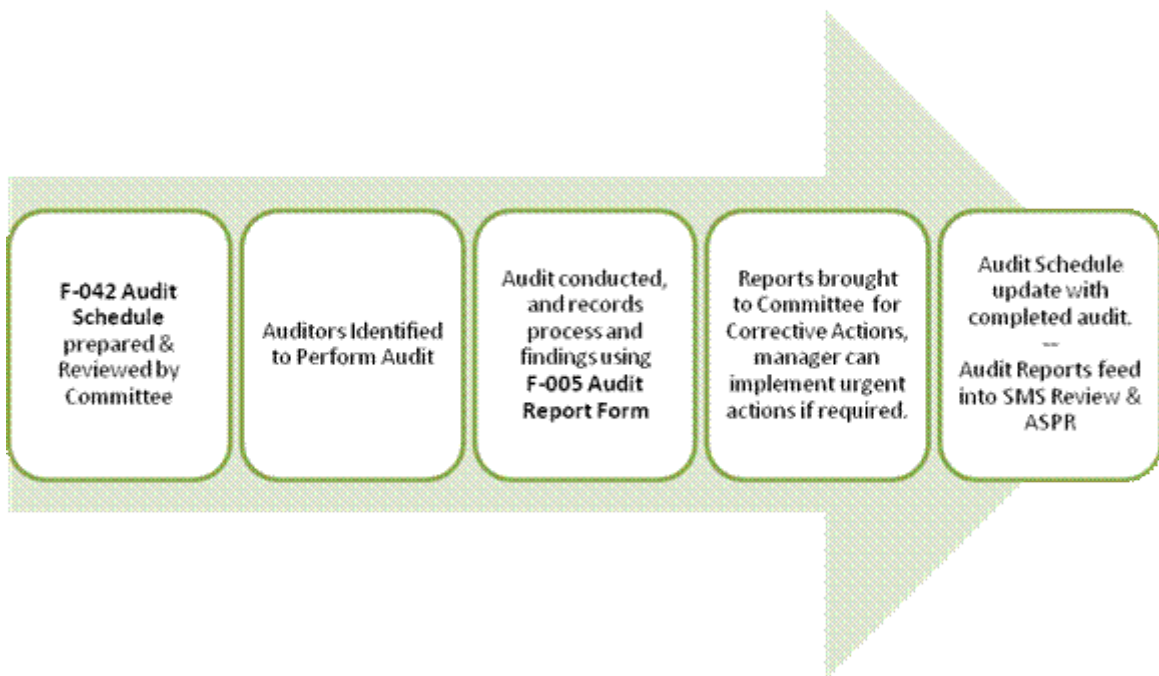 F-042 Audit
Schedule
prepared &
Reviewed by
Committee
Auditors Identified
to Perform Audit
Audit conducted,
and records
process and
findings using
F-005 Audit
Report Form
Reports brought
to Committee for
Corrective Actions,
manager can
implement urgent
actions if required.
Audit Schedule
update with
completed audit.
--
Audit Reports feed
into SMS Review &
ASPR